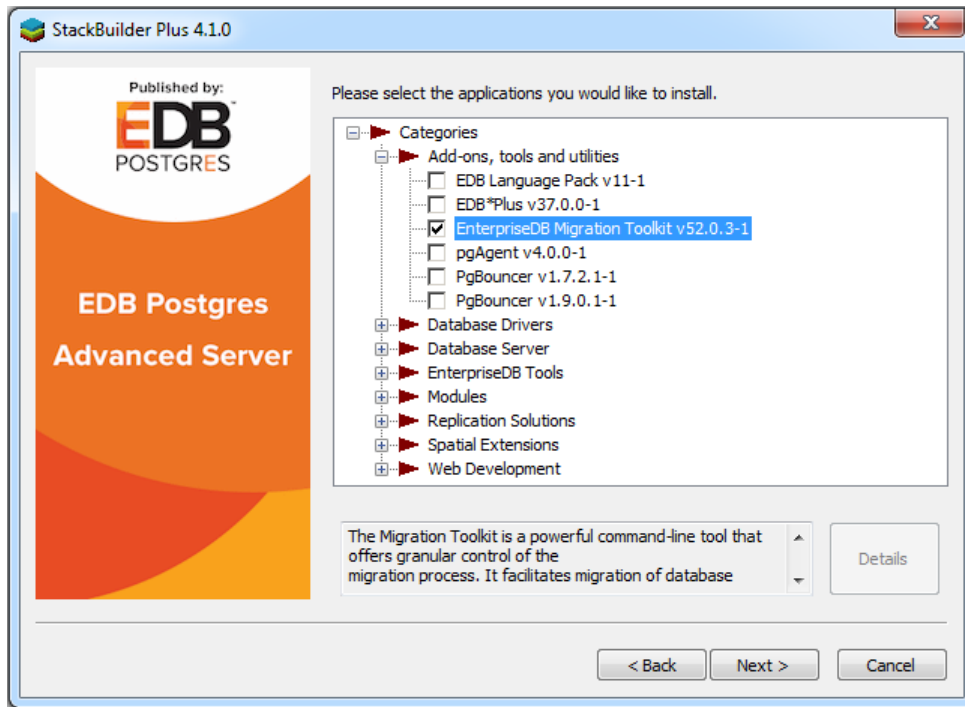 StackBuilder Plus 4.1.0
Published by:
EDB
POSTGRES
EDB Postgres
Advanced Server
Please select the applications you would like to install.
Categories
Add-ons, tools and utilities
EDB Language Pack v11-1
EDB*Plus v37.0.0-1
EnterpriseDB Migration Toolkit v52.0.3-1
pgAgent v4.0.0-1
PgBouncer v1.7.2.1-1
PgBouncer v1.9.0.1-1
Database Drivers
Database Server
EnterpriseDB Tools
Modules
Replication Solutions
Spatial Extensions
Web Development
The Migration Toolkit is a powerful command-line tool that
offers granular control of the
migration process. It facilitates migration of database
Details
< Back
Next >
Cancel